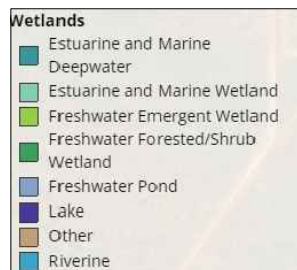 Wetlands
Estuarine and Marine
Deepwater
Estuarine and Marine Wetland
Freshwater Emergent Wetland
Freshwater Forested/Shrub
Wetland
Freshwater Pond
Lake
Other
Riverine